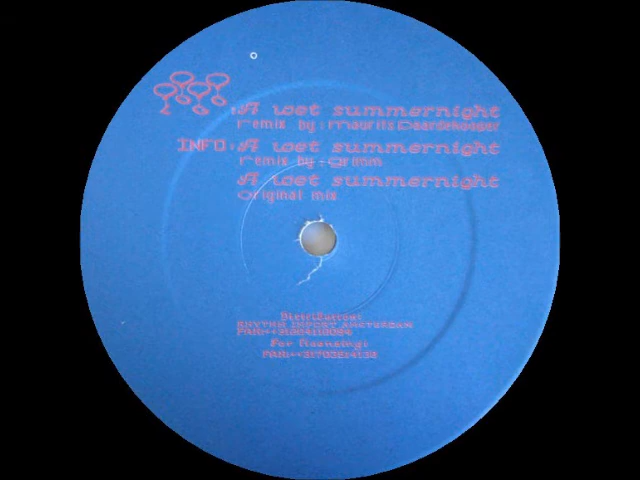 :A wet summernight
remix by: Maurits Paardekooper
INFO:A wet summernight
remix by:Grimm
A wet summernight
Original mix
Distribution:
RHYTHM IMPORT AMSTERDAM
For licensing: